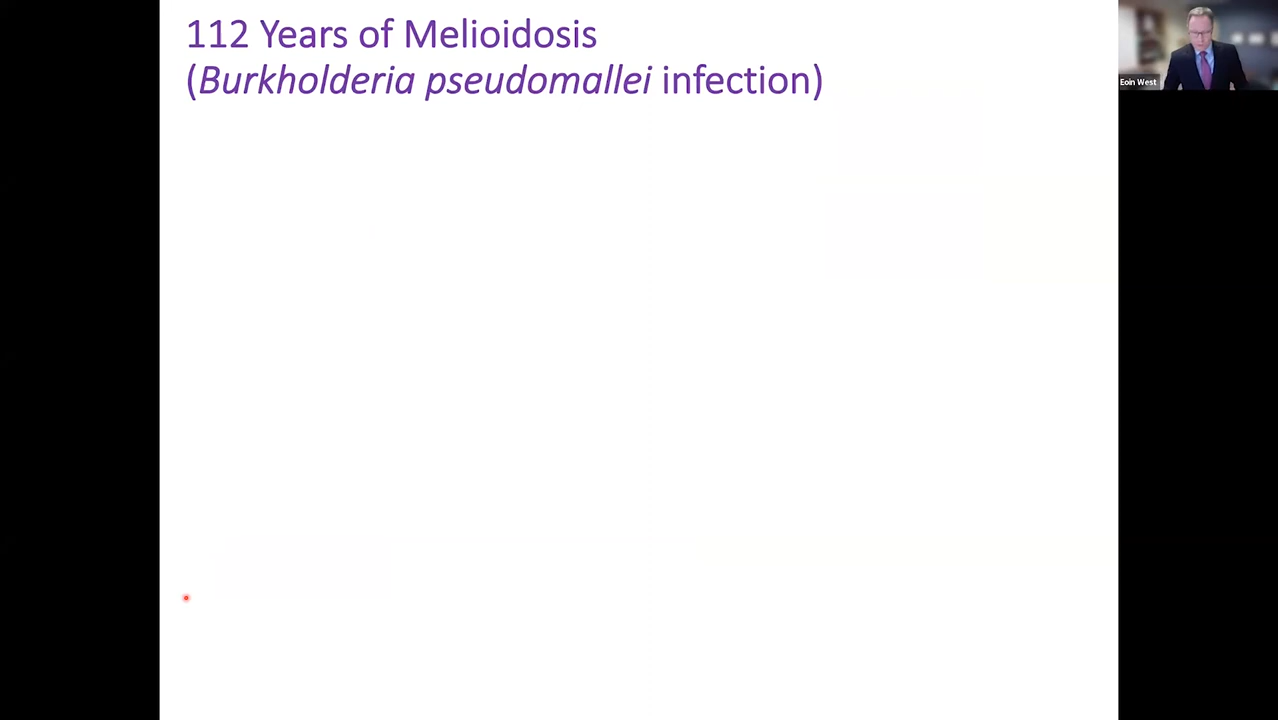 112 Years of Melioidosis
(Burkholderia pseudomallei infection)
Eoin West